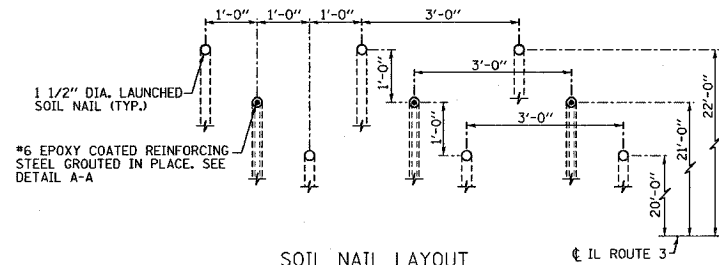 1'-0" 1'-0" 1'-0" 3'-0"
1 1/2" DIA. LAUNCHED
SOIL NAIL (TYP.)
1'-0"
3'-0"
#6 EPOXY COATED REINFORCING
STEEL GROUTED IN PLACE. SEE
DETAIL A-A
1'-0"
3'-0"
20'-0"
21'-0"
22'-0"
SOIL NAIL LAYOUT
℄ IL ROUTE 3